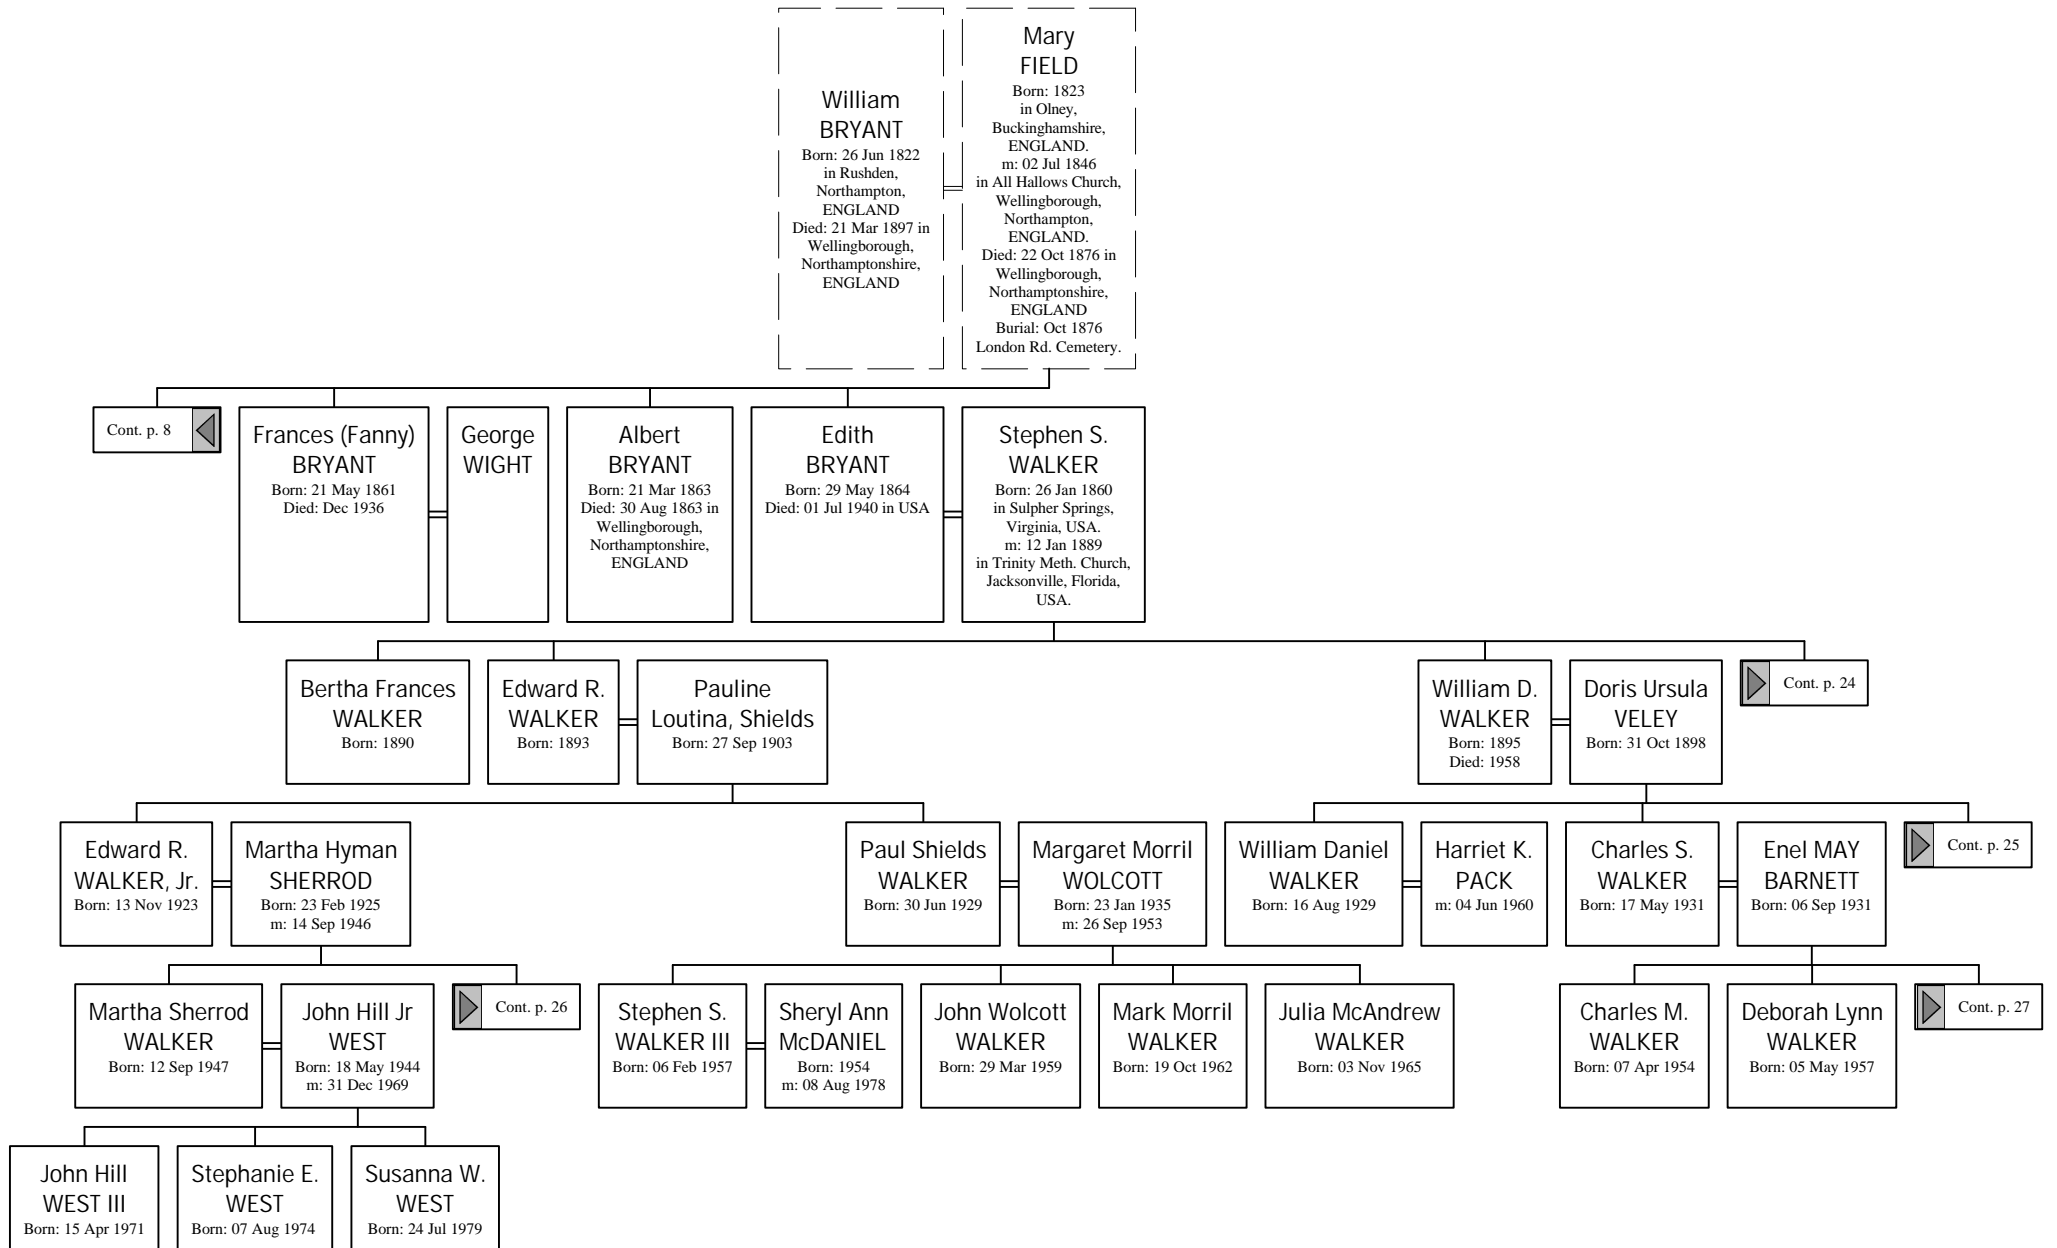 William
BRYANT
Born: 26 Jun 1822
in Rushden,
Northampton,
ENGLAND
Died: 21 Mar 1897 in
Wellingborough,
Northamptonshire,
ENGLAND
Mary
FIELD
Born: 1823
in Olney,
Buckinghamshire,
ENGLAND.
m: 02 Jul 1846
in All Hallows Church,
Wellingborough,
Northampton,
ENGLAND.
Died: 22 Oct 1876 in
Wellingborough,
Northamptonshire,
ENGLAND
Burial: Oct 1876
London Rd. Cemetery.
Cont. p. 8
Frances (Fanny)
BRYANT
Born: 21 May 1861
Died: Dec 1936
George
WIGHT
Albert
BRYANT
Born: 21 Mar 1863
Died: 30 Aug 1863 in
Wellingborough,
Northamptonshire,
ENGLAND
Edith
BRYANT
Born: 29 May 1864
Died: 01 Jul 1940 in USA
Stephen S.
WALKER
Born: 26 Jan 1860
in Sulpher Springs,
Virginia, USA.
m: 12 Jan 1889
in Trinity Meth. Church,
Jacksonville, Florida,
USA.
Bertha Frances
WALKER
Born: 1890
Edward R.
WALKER
Born: 1893
Pauline
Loutina, Shields
Born: 27 Sep 1903
William D.
WALKER
Born: 1895
Died: 1958
Doris Ursula
VELEY
Born: 31 Oct 1898
Cont. p. 24
Edward R.
WALKER, Jr.
Born: 13 Nov 1923
Martha Hyman
SHERROD
Born: 23 Feb 1925
m: 14 Sep 1946
Paul Shields
WALKER
Born: 30 Jun 1929
Margaret Morril
WOLCOTT
Born: 23 Jan 1935
m: 26 Sep 1953
William Daniel
WALKER
Born: 16 Aug 1929
Harriet K.
PACK
m: 04 Jun 1960
Charles S.
WALKER
Born: 17 May 1931
Enel MAY
BARNETT
Born: 06 Sep 1931
Cont. p. 25
Martha Sherrod
WALKER
Born: 12 Sep 1947
John Hill Jr
WEST
Born: 18 May 1944
m: 31 Dec 1969
Cont. p. 26
Stephen S.
WALKER III
Born: 06 Feb 1957
Sheryl Ann
McDANIEL
Born: 1954
m: 08 Aug 1978
John Wolcott
WALKER
Born: 29 Mar 1959
Mark Morril
WALKER
Born: 19 Oct 1962
Julia McAndrew
WALKER
Born: 03 Nov 1965
Charles M.
WALKER
Born: 07 Apr 1954
Deborah Lynn
WALKER
Born: 05 May 1957
Cont. p. 27
John Hill
WEST III
Born: 15 Apr 1971
Stephanie E.
WEST
Born: 07 Aug 1974
Susanna W.
WEST
Born: 24 Jul 1979